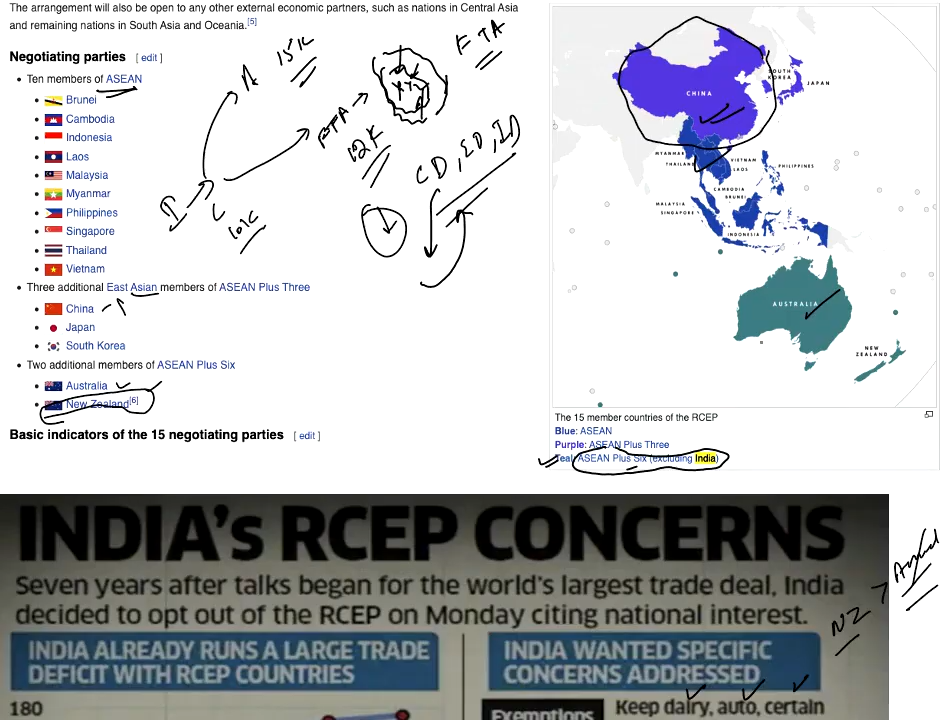 The arrangement will also be open to any other external economic partners, such as nations in Central Asia
and remaining nations in South Asia and Oceania.[5]
Negotiating parties [ edit ]
Ten members of ASEAN
Brunei
Cambodia
Indonesia
Laos
Malaysia
Myanmar
Philippines
Singapore
Thailand
Vietnam
Three additional East Asian members of ASEAN Plus Three
China
Japan
South Korea
Two additional members of ASEAN Plus Six
Australia
New Zealand[6]
Basic indicators of the 15 negotiating parties [ edit ]
A
15K
FTA
FTA
I
CD, ED, ID
CHINA
SOUTH
KOREA
JAPAN
MYANMAR
THAILAND
VIETNAM
LAOS
PHILIPPINES
CAMBODIA
BRUNEI
MALAYSIA
SINGAPORE
INDONESIA
AUSTRALIA
NEW
ZEALAND
The 15 member countries of the RCEP
Blue: ASEAN
Purple: ASEAN Plus Three
Teal: ASEAN Plus Six (excluding India)
INDIA's RCEP CONCERNS
Seven years after talks began for the world's largest trade deal, India
decided to opt out of the RCEP on Monday citing national interest.
NZ
INDIA ALREADY RUNS A LARGE TRADE
DEFICIT WITH RCEP COUNTRIES
180
INDIA WANTED SPECIFIC
CONCERNS ADDRESSED
Exemptions
Keep dairy, auto, certain